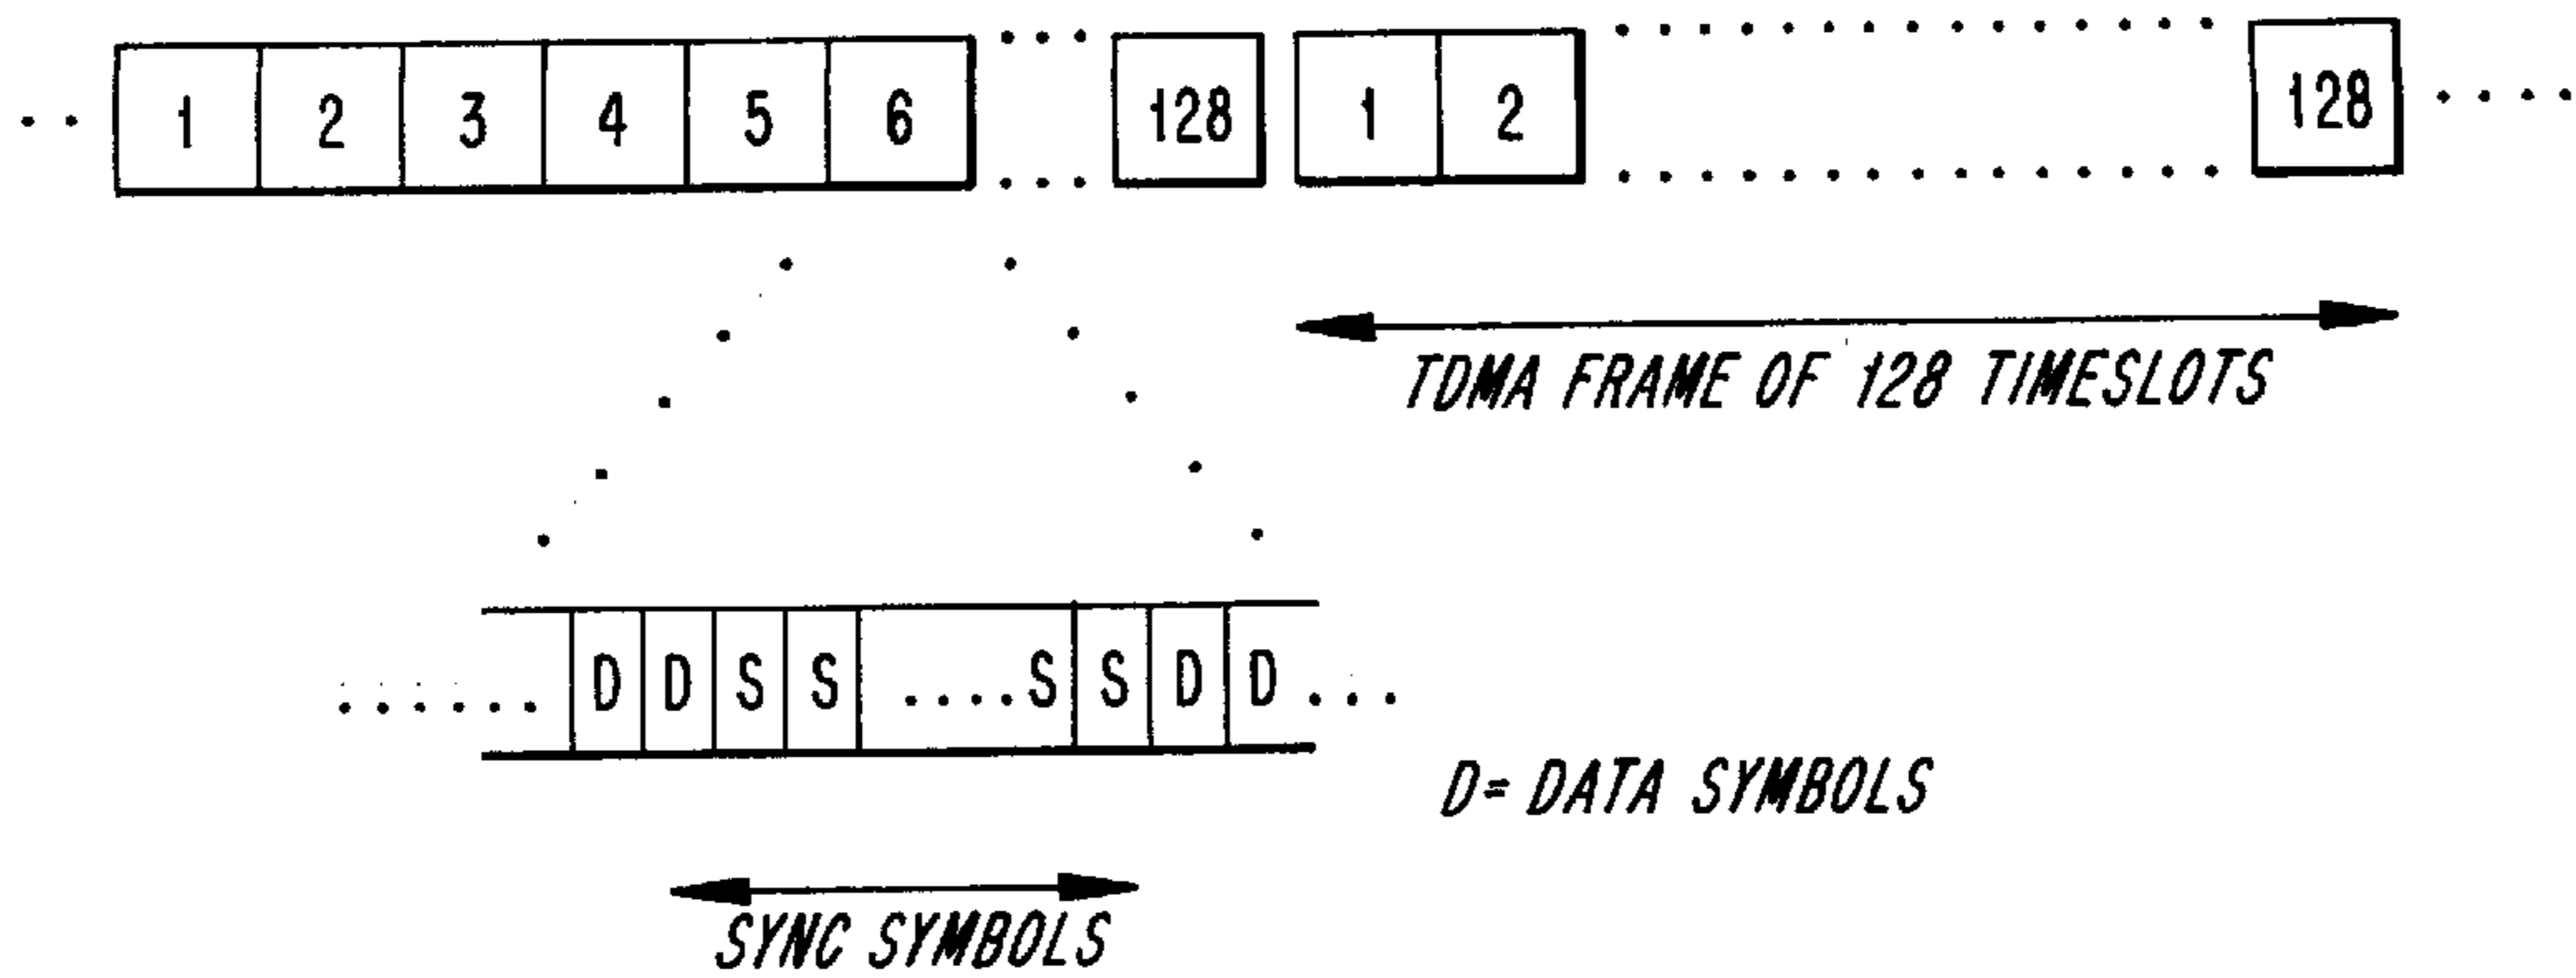 .. 1 2 3 4 5 6 ... 128 1 2 ... 128 ....
TDMA FRAME OF 128 TIMESLOTS
...... D D S S ....S S D D...
D= DATA SYMBOLS
SYNC SYMBOLS